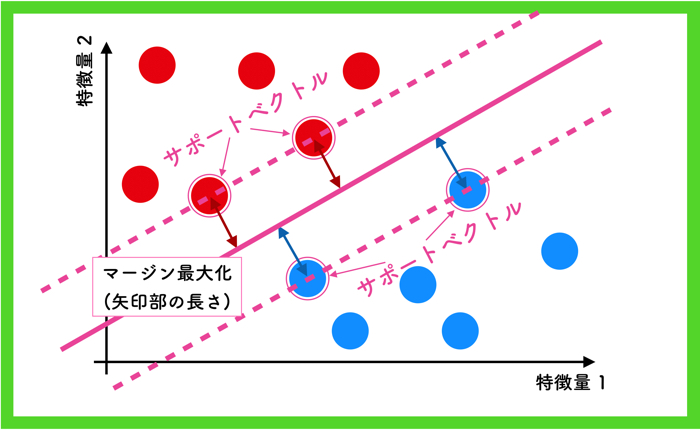 特徴量 2
サポートベクトル
サポートベクトル
マージン最大化
(矢印部の長さ)
特徴量 1